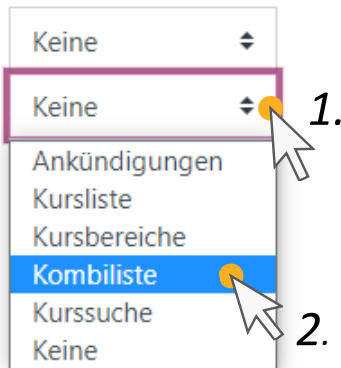 Keine
Keine
1.
Ankündigungen
Kursliste
Kursbereiche
Kombiliste
Kurssuche
2.
Keine